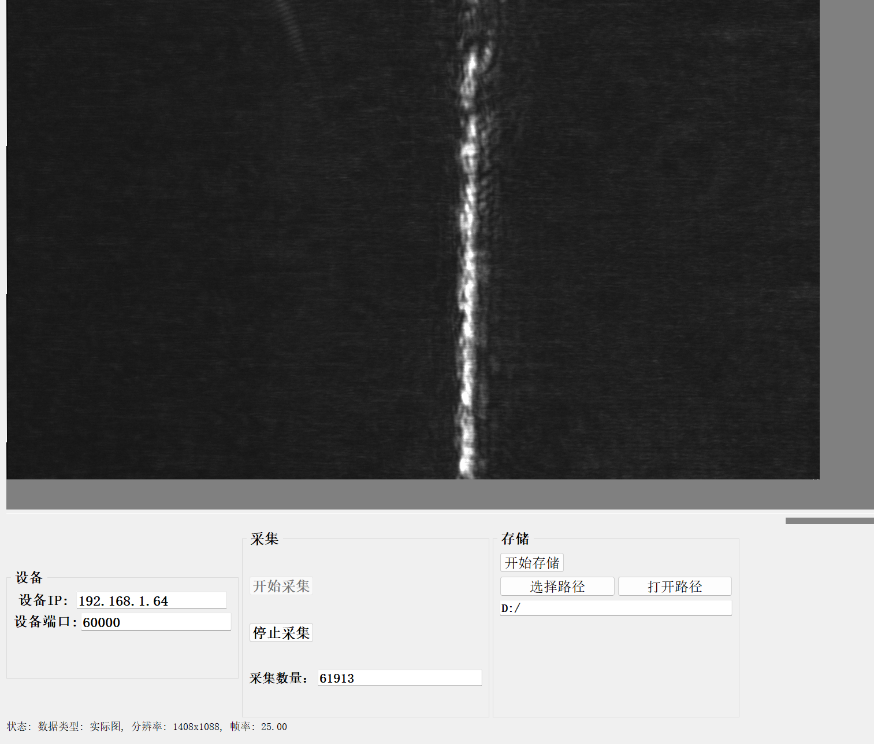 设备
设备IP: 192.168.1.64
设备端口: 60000
采集
开始采集
停止采集
采集数量: 61913
存储
开始存储
选择路径 打开路径
D:/
状态: 数据类型: 实际图, 分辨率: 1408x1088, 帧率: 25.00